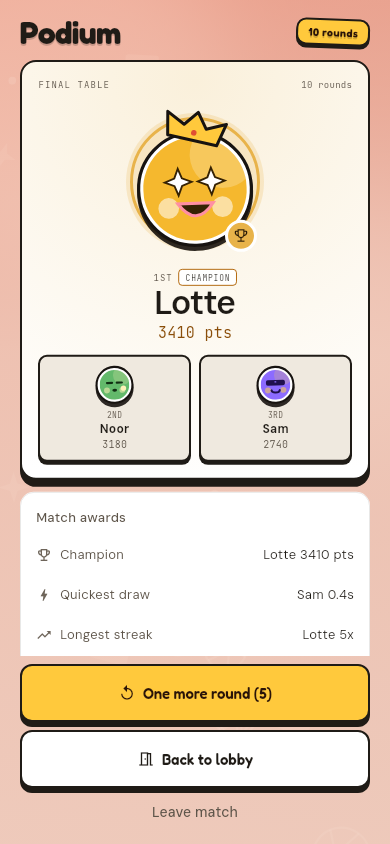 Podium
10 rounds
FINAL TABLE
10 rounds
1ST CHAMPION
Lotte
3410 pts
2ND
Noor
3180
3RD
Sam
2740
Match awards
Champion Lotte 3410 pts
Quickest draw Sam 0.4s
Longest streak Lotte 5x
One more round (5)
Back to lobby
Leave match